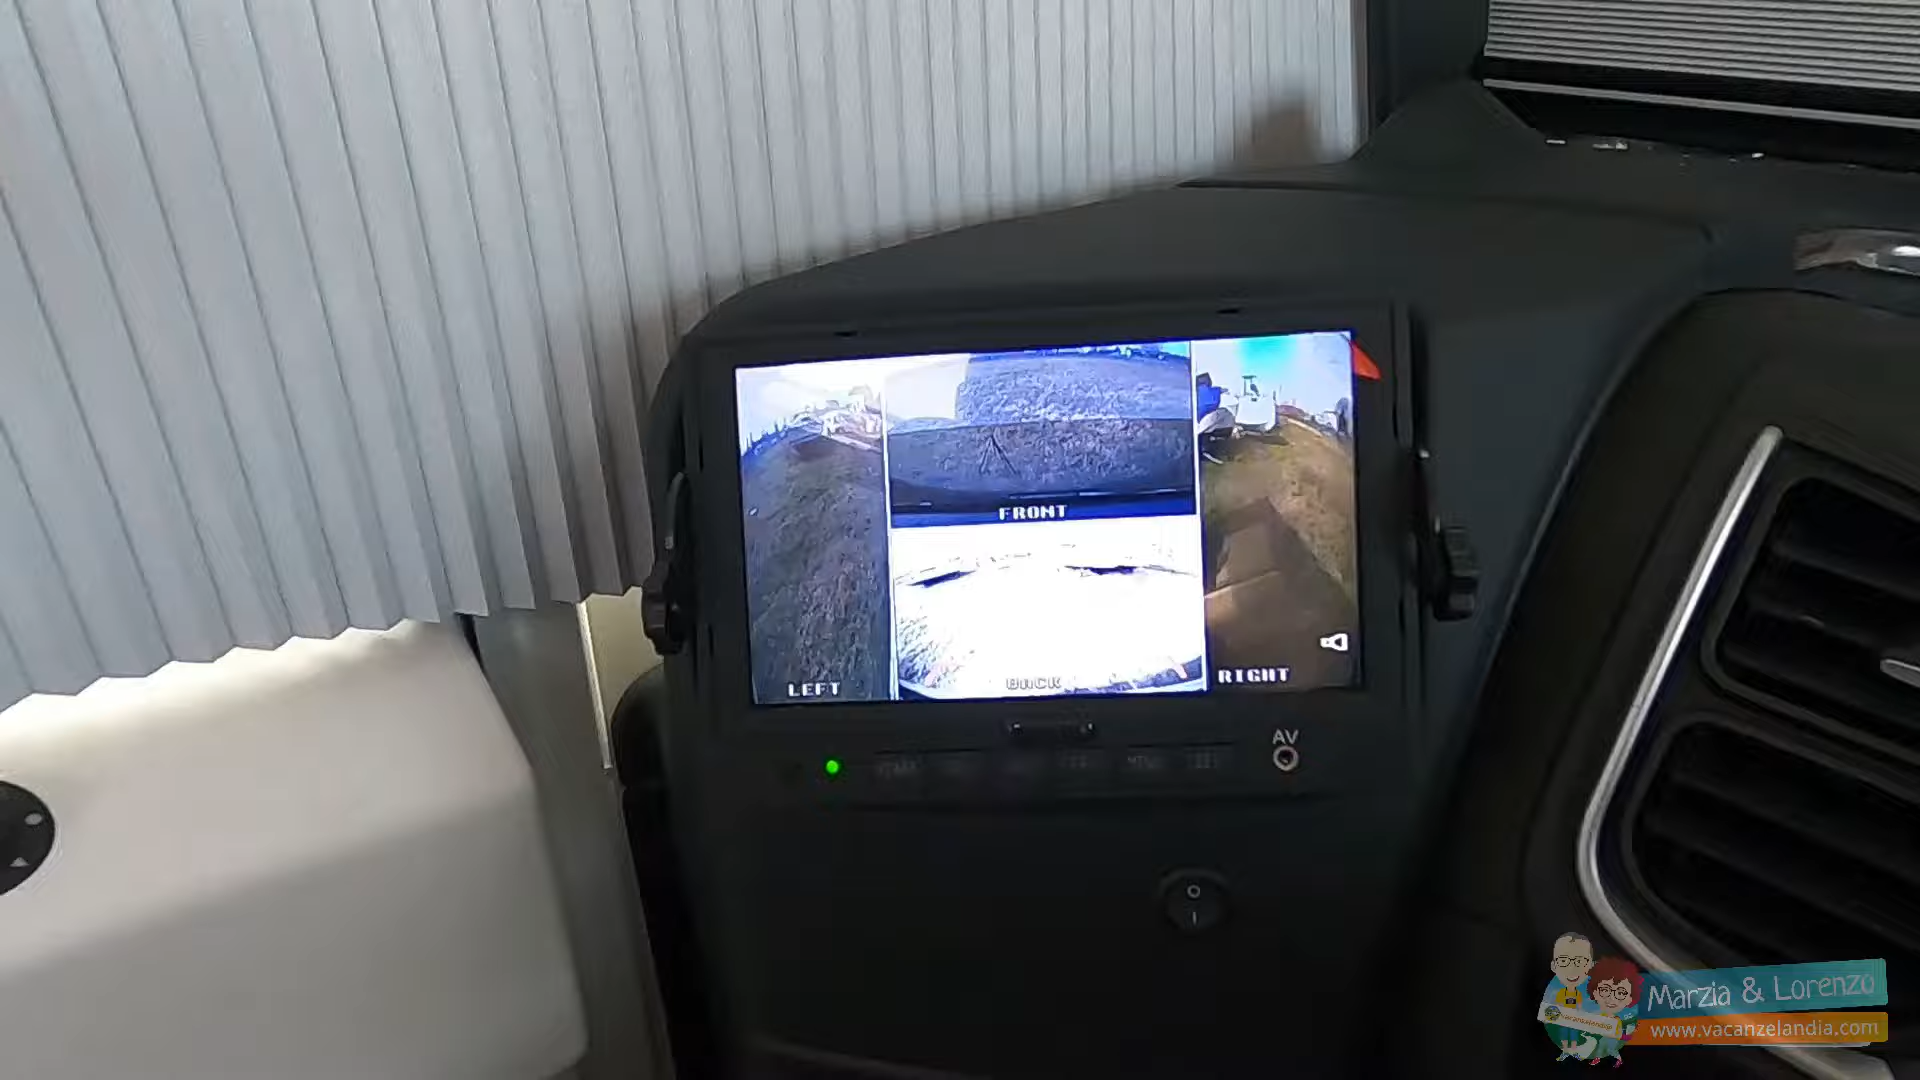 FRONT
BACK
LEFT
RIGHT
AV
Marzia & Lorenzo
www.vacanzelandia.com